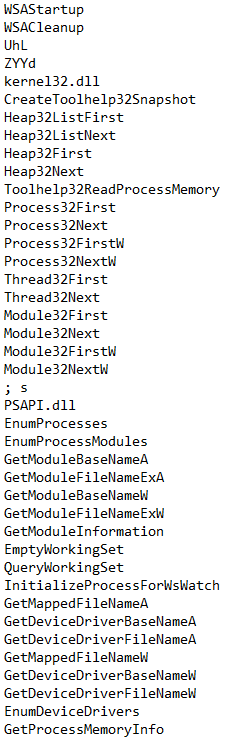 WSAStartup
WSACleanup
UhL
ZYYd
kernel32.dll
CreateToolhelp32Snapshot
Heap32ListFirst
Heap32ListNext
Heap32First
Heap32Next
Toolhelp32ReadProcessMemory
Process32First
Process32Next
Process32FirstW
Process32NextW
Thread32First
Thread32Next
Module32First
Module32Next
Module32FirstW
Module32NextW
; s
PSAPI.dll
EnumProcesses
EnumProcessModules
GetModuleBaseNameA
GetModuleFileNameExA
GetModuleBaseNameW
GetModuleFileNameExW
GetModuleInformation
EmptyWorkingSet
QueryWorkingSet
InitializeProcessForWsWatch
GetMappedFileNameA
GetDeviceDriverBaseNameA
GetDeviceDriverFileNameA
GetMappedFileNameW
GetDeviceDriverBaseNameW
GetDeviceDriverFileNameW
EnumDeviceDrivers
GetProcessMemoryInfo